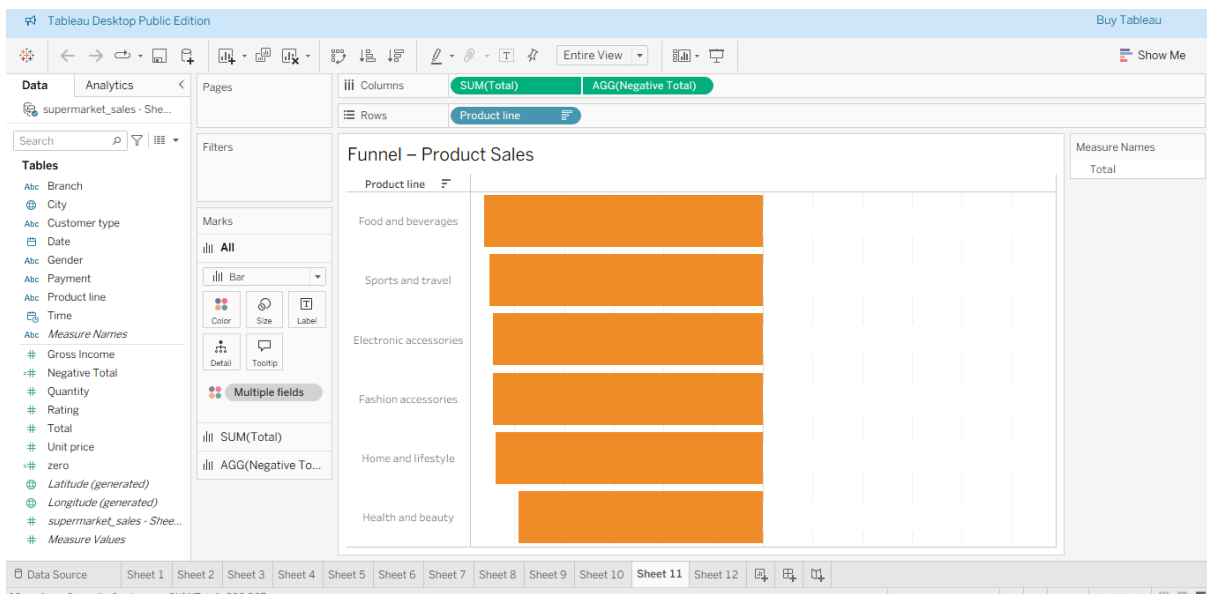 Tableau Desktop Public Edition
Buy Tableau
Entire View
Show Me
Data
Analytics
Pages
Columns
SUM(Total)
AGG(Negative Total)
supermarket_sales - She...
Rows
Product line
Search
Filters
Funnel – Product Sales
Measure Names
Total
Tables
Product line
Abc Branch
City
Food and beverages
Abc Customer type
Marks
Date
All
Abc Gender
Abc Payment
Bar
Sports and travel
Abc Product line
Time
Color
Size
Label
Abc Measure Names
Electronic accessories
Gross Income
Negative Total
Detail
Tooltip
Quantity
Multiple fields
Fashion accessories
Rating
Total
SUM(Total)
Unit price
Home and lifestyle
zero
AGG(Negative To...
Latitude (generated)
Longitude (generated)
Health and beauty
supermarket_sales - Shee...
Measure Values
Data Source
Sheet 1
Sheet 2
Sheet 3
Sheet 4
Sheet 5
Sheet 6
Sheet 7
Sheet 8
Sheet 9
Sheet 10
Sheet 11
Sheet 12